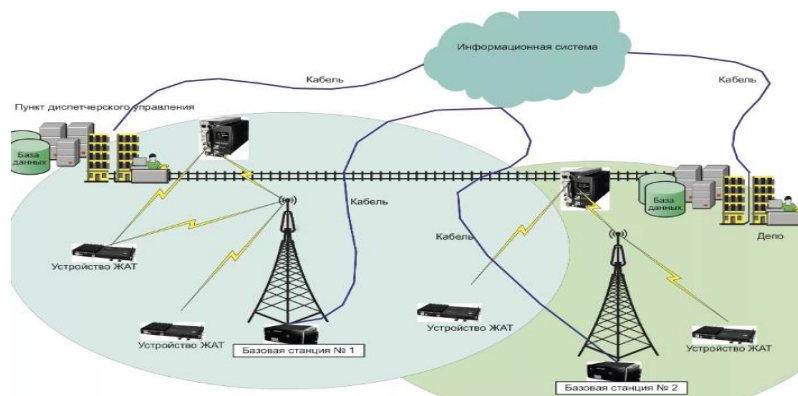 Информационная система
Кабель
Кабель
Пункт диспетчерского управления
База
данных
Кабель
База
данных
Кабель
Депо
Устройство ЖАТ
Устройство ЖАТ
Устройство ЖАТ
Устройство ЖАТ
Базовая станция № 1
Базовая станция № 2